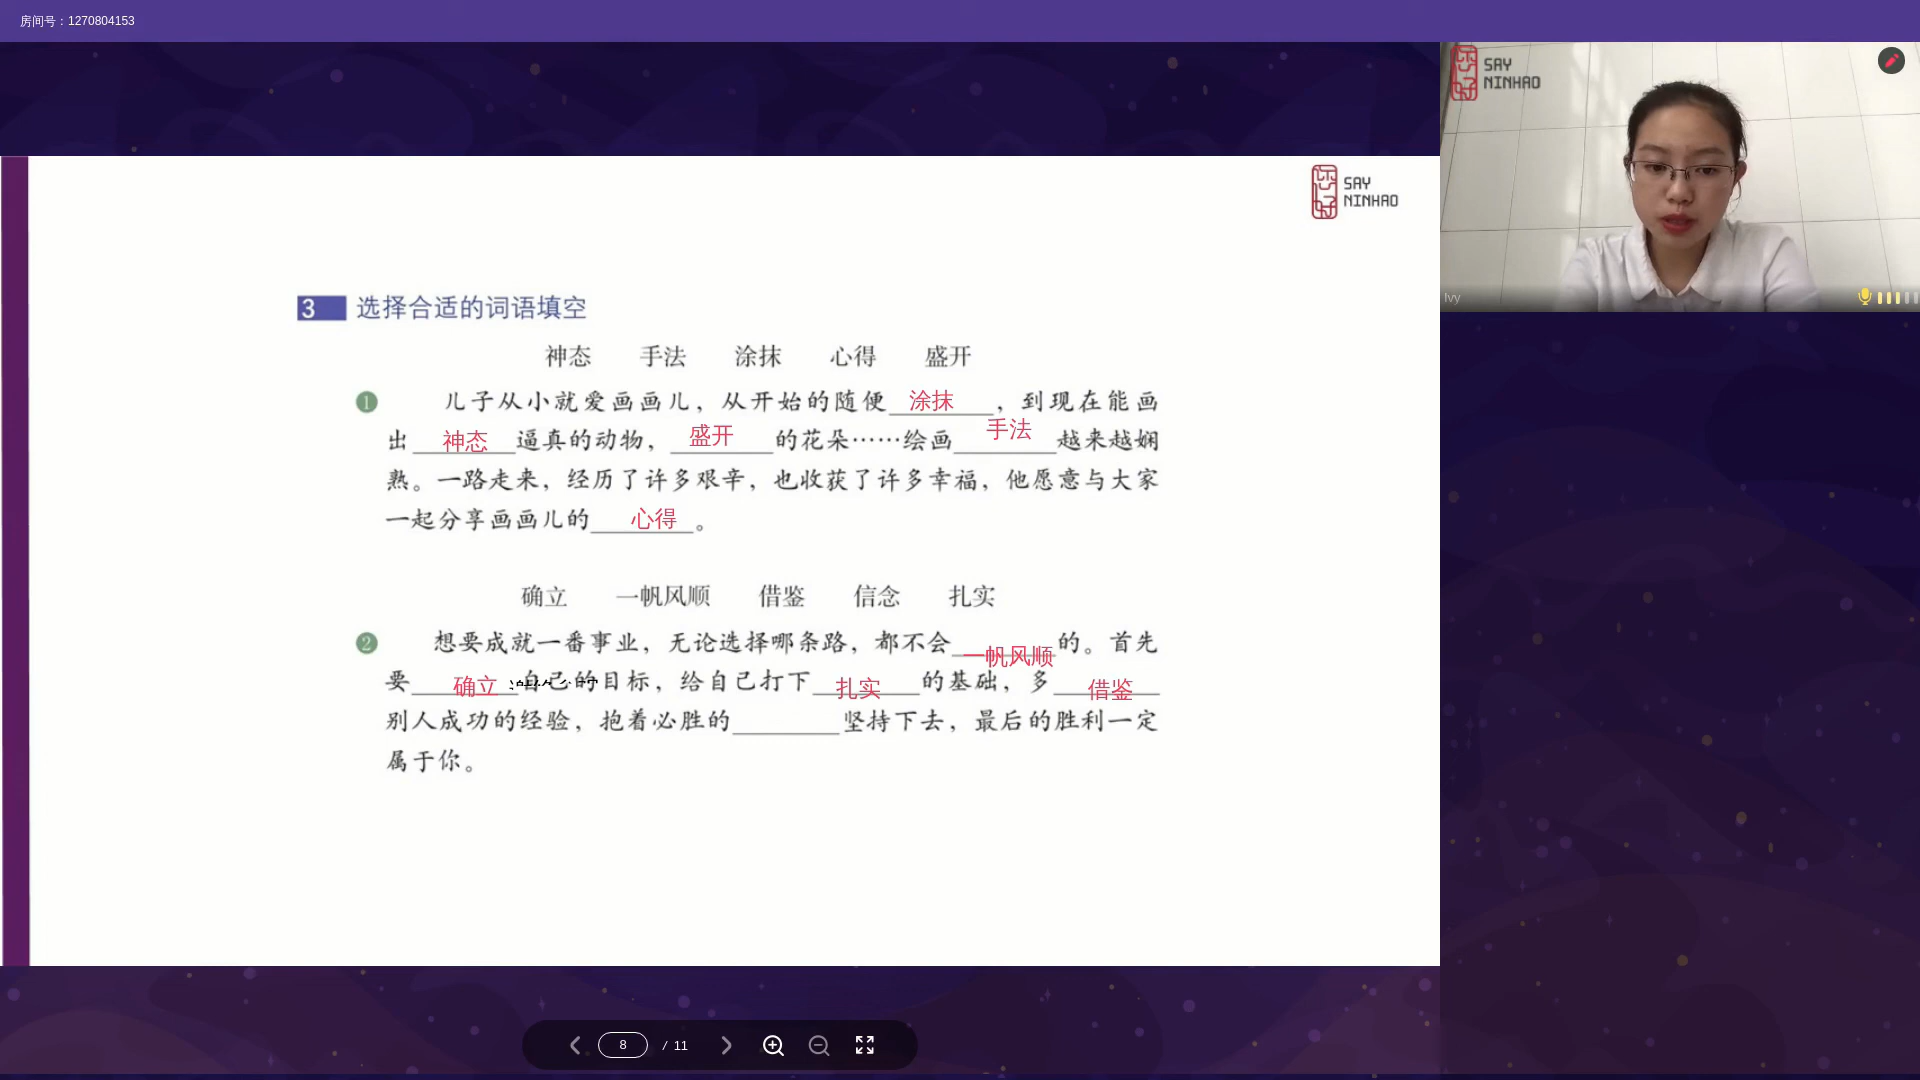 房间号：1270804153
SAY
NINHAO
SAY
NINHAO
Ivy
3 选择合适的词语填空
神态 手法 涂抹 心得 盛开
1 儿子从小就爱画画儿，从开始的随便 涂抹 ，到现在能画
出 神态 逼真的动物， 盛开 的花朵……绘画 手法 越来越娴
熟。一路走来，经历了许多艰辛，也收获了许多幸福，他愿意与大家
一起分享画画儿的 心得 。
确立 一帆风顺 借鉴 信念 扎实
2 想要成就一番事业，无论选择哪条路，都不会 一帆风顺 的。首先
要 确立 自己的目标，给自己打下 扎实 的基础，多 借鉴
别人成功的经验，抱着必胜的 坚持下去，最后的胜利一定
属于你。
8 / 11